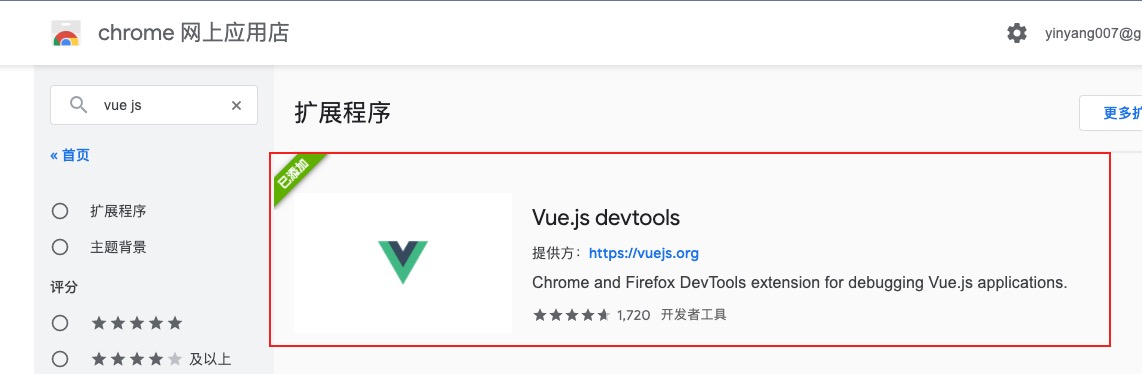 chrome 网上应用店
yinyang007@g
vue js
扩展程序
更多扩
« 首页
已添加
扩展程序
Vue.js devtools
主题背景
提供方：https://vuejs.org
Chrome and Firefox DevTools extension for debugging Vue.js applications.
评分
1,720 开发者工具
及以上